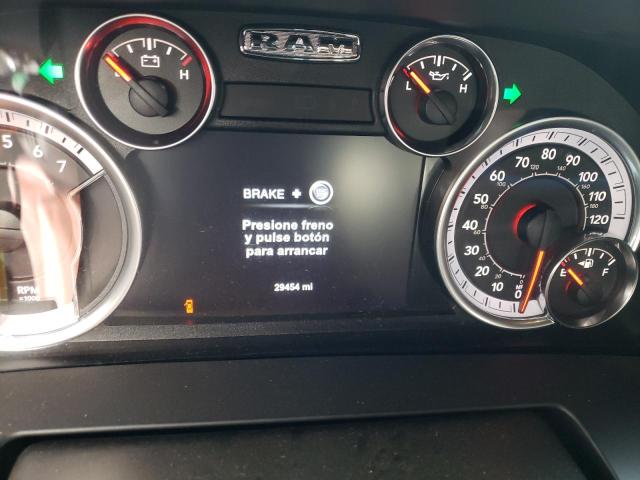 RAM
H
L H
5 6 7
RPM
x1000
BRAKE +
Presione freno
y pulse botón
para arrancar
29454 mi
0 10 20 30 40 50 60 70 80 90 100 120
E F